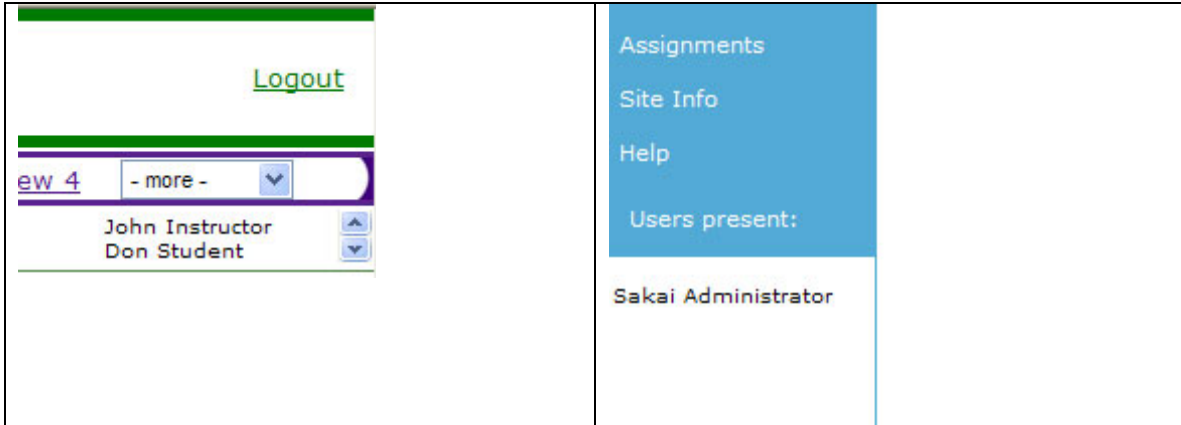 Logout
ew 4 - more -
John Instructor
Don Student
Assignments
Site Info
Help
Users present:
Sakai Administrator